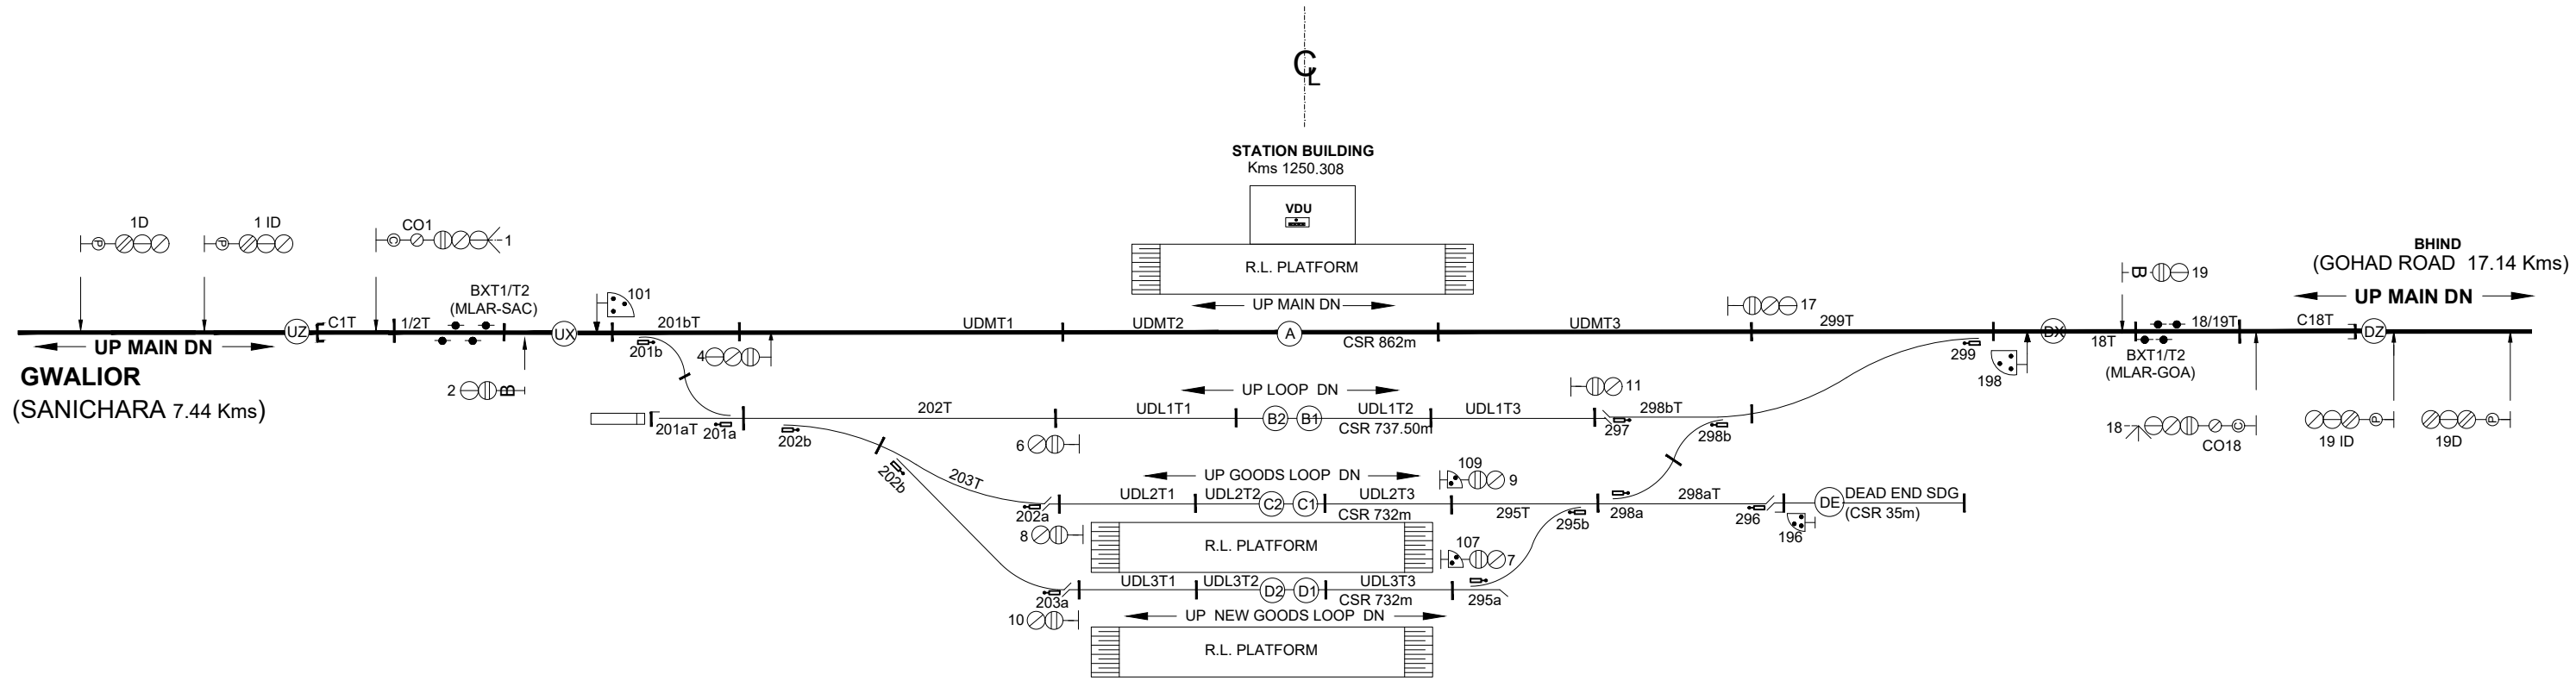 C L
STATION BUILDING
Kms 1250.308
VDU
R.L. PLATFORM
UP MAIN DN
1D
1 ID
CO1
1
P
P
C
BXT1/T2
(MLAR-SAC)
101
17
B
19
BHIND
(GOHAD ROAD 17.14 Kms)
UP MAIN DN
UZ
C1T
1/2T
UX
201bT
UDMT1
UDMT2
A
CSR 862m
UDMT3
299T
DX
18T
18/19T
C18T
DZ
UP MAIN DN
GWALIOR
(SANICHARA 7.44 Kms)
2
B
201b
4
299
198
BXT1/T2
(MLAR-GOA)
UP LOOP DN
11
201aT
201a
202b
202T
UDL1T1
B2
B1
UDL1T2
CSR 737.50m
UDL1T3
297
298bT
298b
18
C
CO18
P
19 ID
P
19D
6
UP GOODS LOOP DN
109
9
202b
203T
202a
UDL2T1
UDL2T2
C2
C1
UDL2T3
CSR 732m
295T
295b
298a
298aT
296
DE
DEAD END SDG
(CSR 35m)
196
8
R.L. PLATFORM
107
7
203a
UDL3T1
UDL3T2
D2
D1
UDL3T3
CSR 732m
295a
10
UP NEW GOODS LOOP DN
R.L. PLATFORM